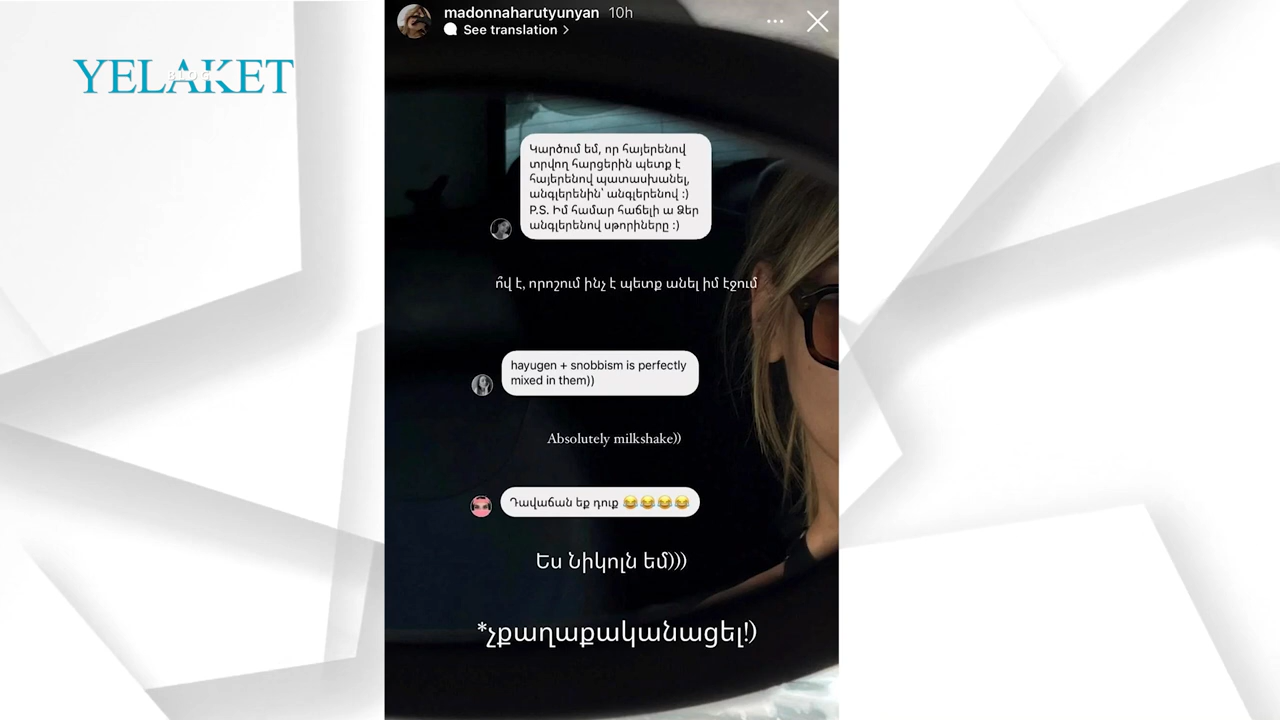 YELAKET
BLOG
madonnaharutyunyan 10h
See translation >
Կարծում եմ, որ հայերենով
տրվող հարցերին պետք է
հայերենով պատասխանել,
անգլերենին՝ անգլերենով :)
P.S. Իմ համար հաճելի ա Ձեր
անգլերենով սթորիները :)
ո՞վ է, որոշում ինչ է պետք անել իմ էջում
hayugen + snobbism is perfectly
mixed in them))
Absolutely milkshake))
Դավաճան եք դուք 😂😂😂😂
Ես Նիկոլն եմ)))
*չքաղաքականացել!)